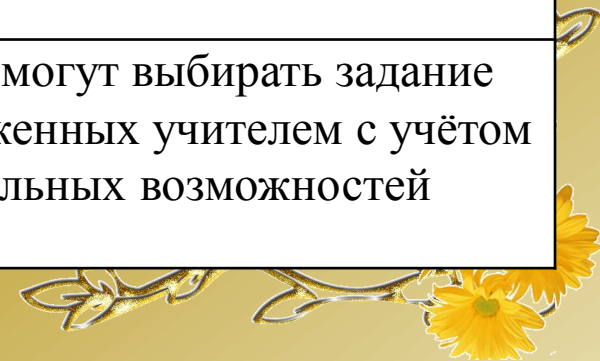 могут выбирать задание
женных учителем с учётом
льных возможностей